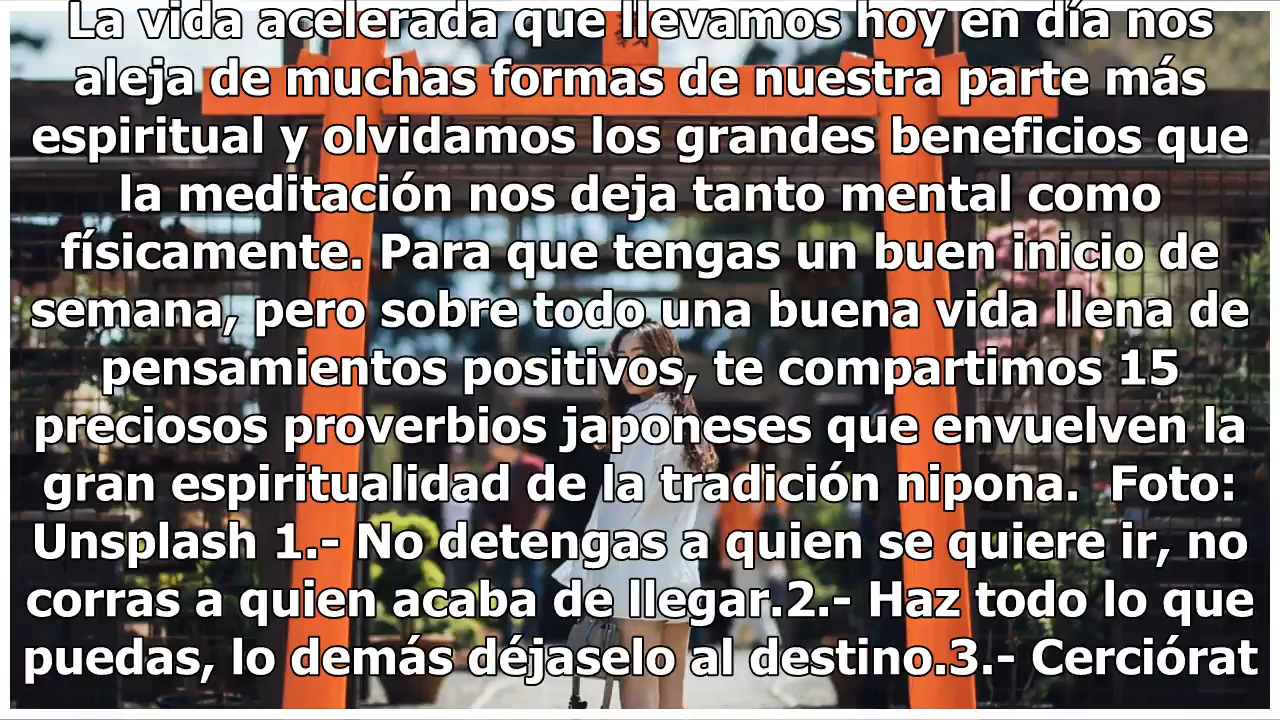 La vida acelerada que llevamos hoy en día nos
aleja de muchas formas de nuestra parte más
espiritual y olvidamos los grandes beneficios que
la meditación nos deja tanto mental como
físicamente. Para que tengas un buen inicio de
semana, pero sobre todo una buena vida llena de
pensamientos positivos, te compartimos 15
preciosos proverbios japoneses que envuelven la
gran espiritualidad de la tradición nipona.  Foto:
Unsplash 1.- No detengas a quien se quiere ir, no
corras a quien acaba de llegar.2.- Haz todo lo que
puedas, lo demás déjaselo al destino.3.- Cerciórat